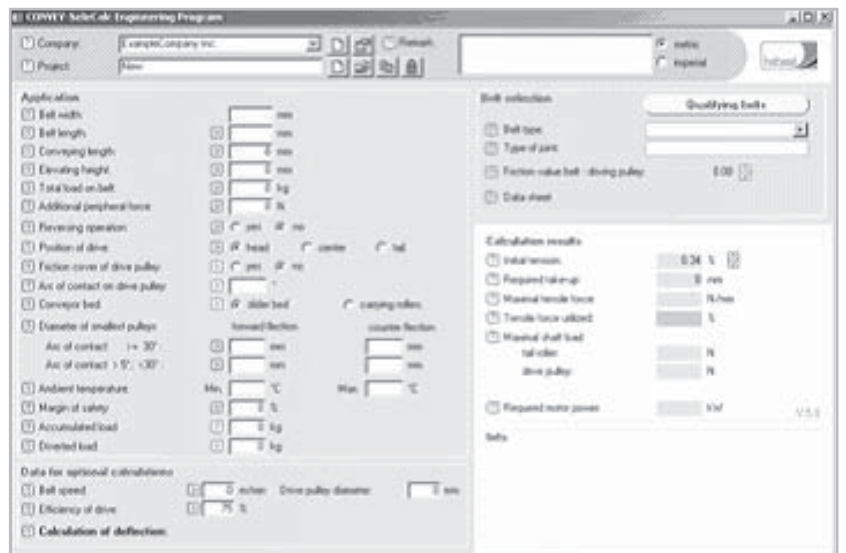 CONVEY-SeleCalc Engineering Program
Company: ExampleCompany Inc. Remark:
Project: New
metric
imperial
Application
Belt width mm
Belt length mm
Conveying length 0 mm
Elevating height 0 mm
Total load on belt 0 kg
Additional peripheral force 0 N
Reversing operation yes no
Position of drive head center tail
Friction cover of drive pulley yes no
Arc of contact on drive pulley °
Conveyor bed slider bed carrying rollers
Diameter of smallest pulleys forward flection counter flection
Arc of contact >= 30° : mm mm
Arc of contact > 5°; <30° : mm mm
Ambient temperature Min. °C Max. °C
Margin of safety 0 %
Accumulated load 0 kg
Diverted load 0 kg
Data for optional calculations
Belt speed 0 m/min Drive pulley diameter: 0 mm
Efficiency of drive 75 %
Calculation of deflection:
Belt selection Qualifying belts
Belt type
Type of joint
Friction value belt - driving pulley: 0.00
Data sheet
Calculation results
Initial tension: 0.34 %
Required take-up: 0 mm
Maximal tensile force: N/mm
Tensile force utilized: %
Maximal shaft load
tail roller: N
drive pulley: N
Required motor power: kW
V 5.0
Info